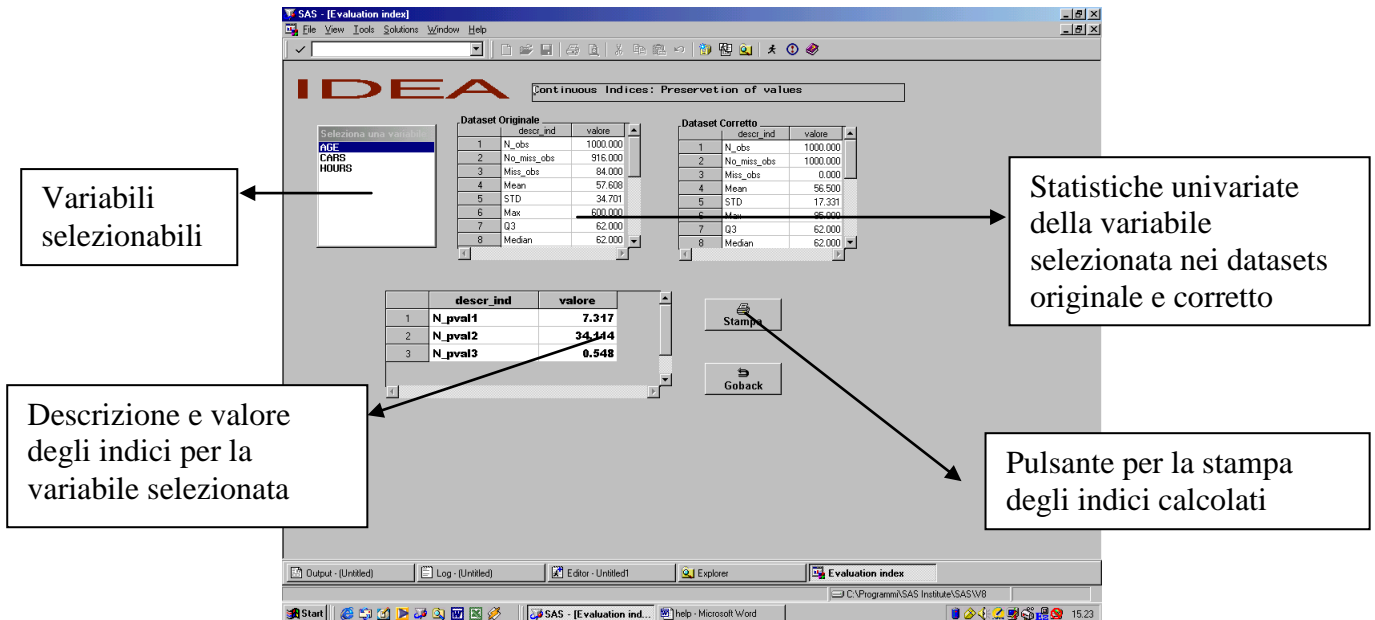 SAS - [Evaluation index]
File View Tools Solutions Window Help
IDEA
Continuous Indices: Preservetion of values
Seleziona una variabile
AGE
CARS
HOURS
Dataset Originale
descr_ind valore
1 N_obs 1000.000
2 No_miss_obs 916.000
3 Miss_obs 84.000
4 Mean 57.608
5 STD 34.701
6 Max 600.000
7 Q3 62.000
8 Median 62.000
Dataset Corretto
descr_ind valore
1 N_obs 1000.000
2 No_miss_obs 1000.000
3 Miss_obs 0.000
4 Mean 56.500
5 STD 17.331
6 Max 95.000
7 Q3 62.000
8 Median 62.000
Variabili
selezionabili
Statistiche univariate
della variabile
selezionata nei datasets
originale e corretto
descr_ind valore
1 N_pval1 7.317
2 N_pval2 34.114
3 N_pval3 0.548
Stampa
Goback
Descrizione e valore
degli indici per la
variabile selezionata
Pulsante per la stampa
degli indici calcolati
Output - (Untitled) Log - (Untitled) Editor - Untitled1 Explorer Evaluation index
C:\Programmi\SAS Institute\SAS\V8
Start SAS - [Evaluation ind... help - Microsoft Word 15.23